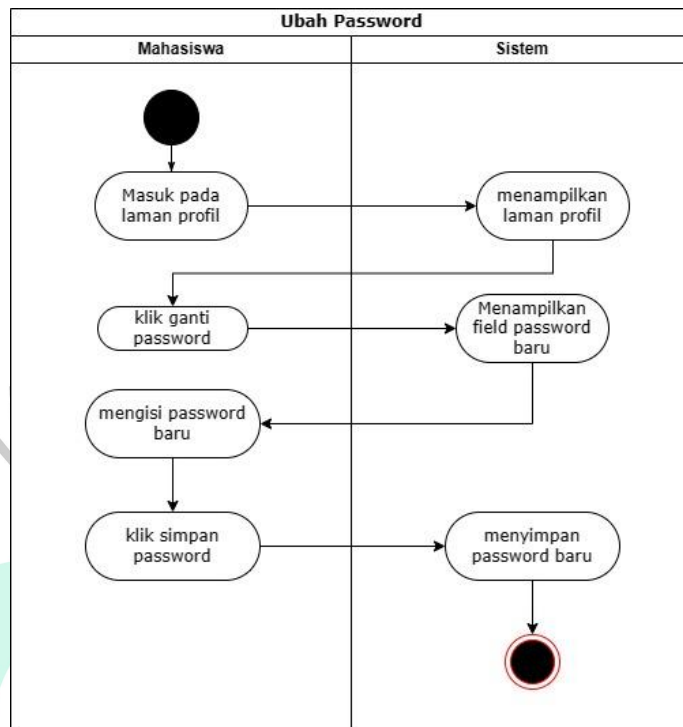 Ubah Password
Mahasiswa
Sistem
Masuk pada
laman profil
menampilkan
laman profil
klik ganti
password
Menampilkan
field password
baru
mengisi password
baru
klik simpan
password
menyimpan
password baru